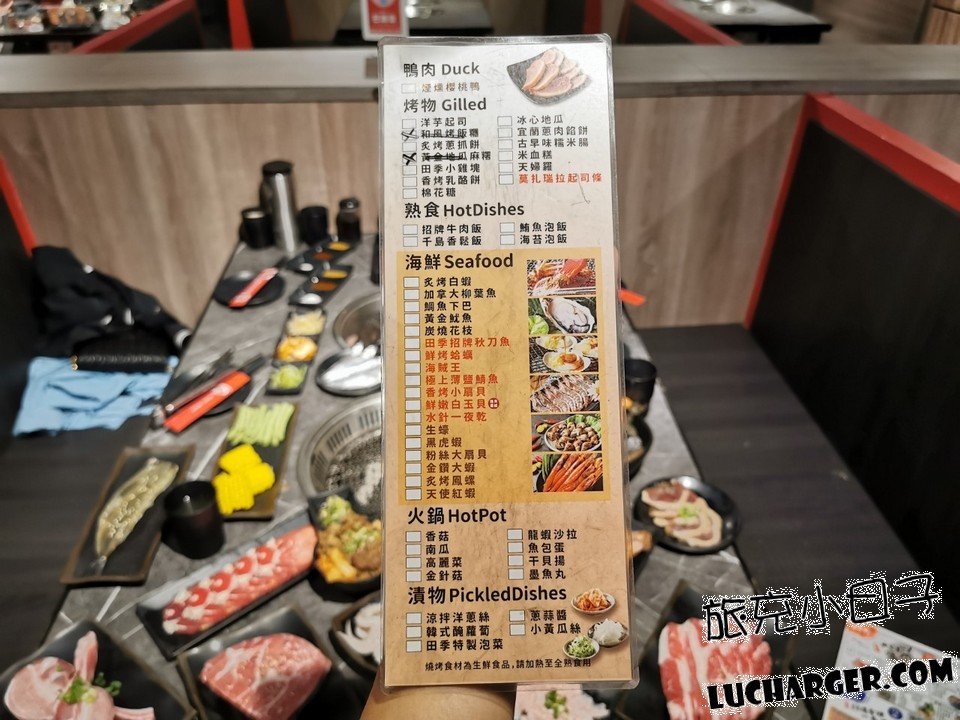 鴨肉 Duck
煙燻櫻桃鴨
烤物 Gilled
洋芋起司
和風烤飯糰
炙烤蔥抓餅
黃金地瓜麻糬
田季小雞塊
香烤乳酪餅
棉花糖
冰心地瓜
宜蘭蔥肉餡餅
古早味糯米腸
米血糕
天婦羅
莫扎瑞拉起司條
熟食 HotDishes
招牌牛肉飯
千島香鬆飯
鮪魚泡飯
海苔泡飯
海鮮 Seafood
炙烤白蝦
加拿大柳葉魚
鯛魚下巴
黃金魷魚
炭燒花枝
田季招牌秋刀魚
鮮烤蛤蠣
海賊王
極上薄鹽鯖魚
香烤小扇貝
鮮嫩白玉貝
水針一夜乾
生蠔
黑虎蝦
粉絲大扇貝
金鑽大蝦
炙烤鳳螺
天使紅蝦
火鍋 HotPot
香菇
南瓜
高麗菜
金針菇
龍蝦沙拉
魚包蛋
干貝揚
墨魚丸
漬物 PickledDishes
涼拌洋蔥絲
韓式醃蘿蔔
田季特製泡菜
蔥蒜醬
小黃瓜絲
燒烤食材為生鮮食品,請加熱至全熟食用
旅充小日子
LUCHARGER.COM